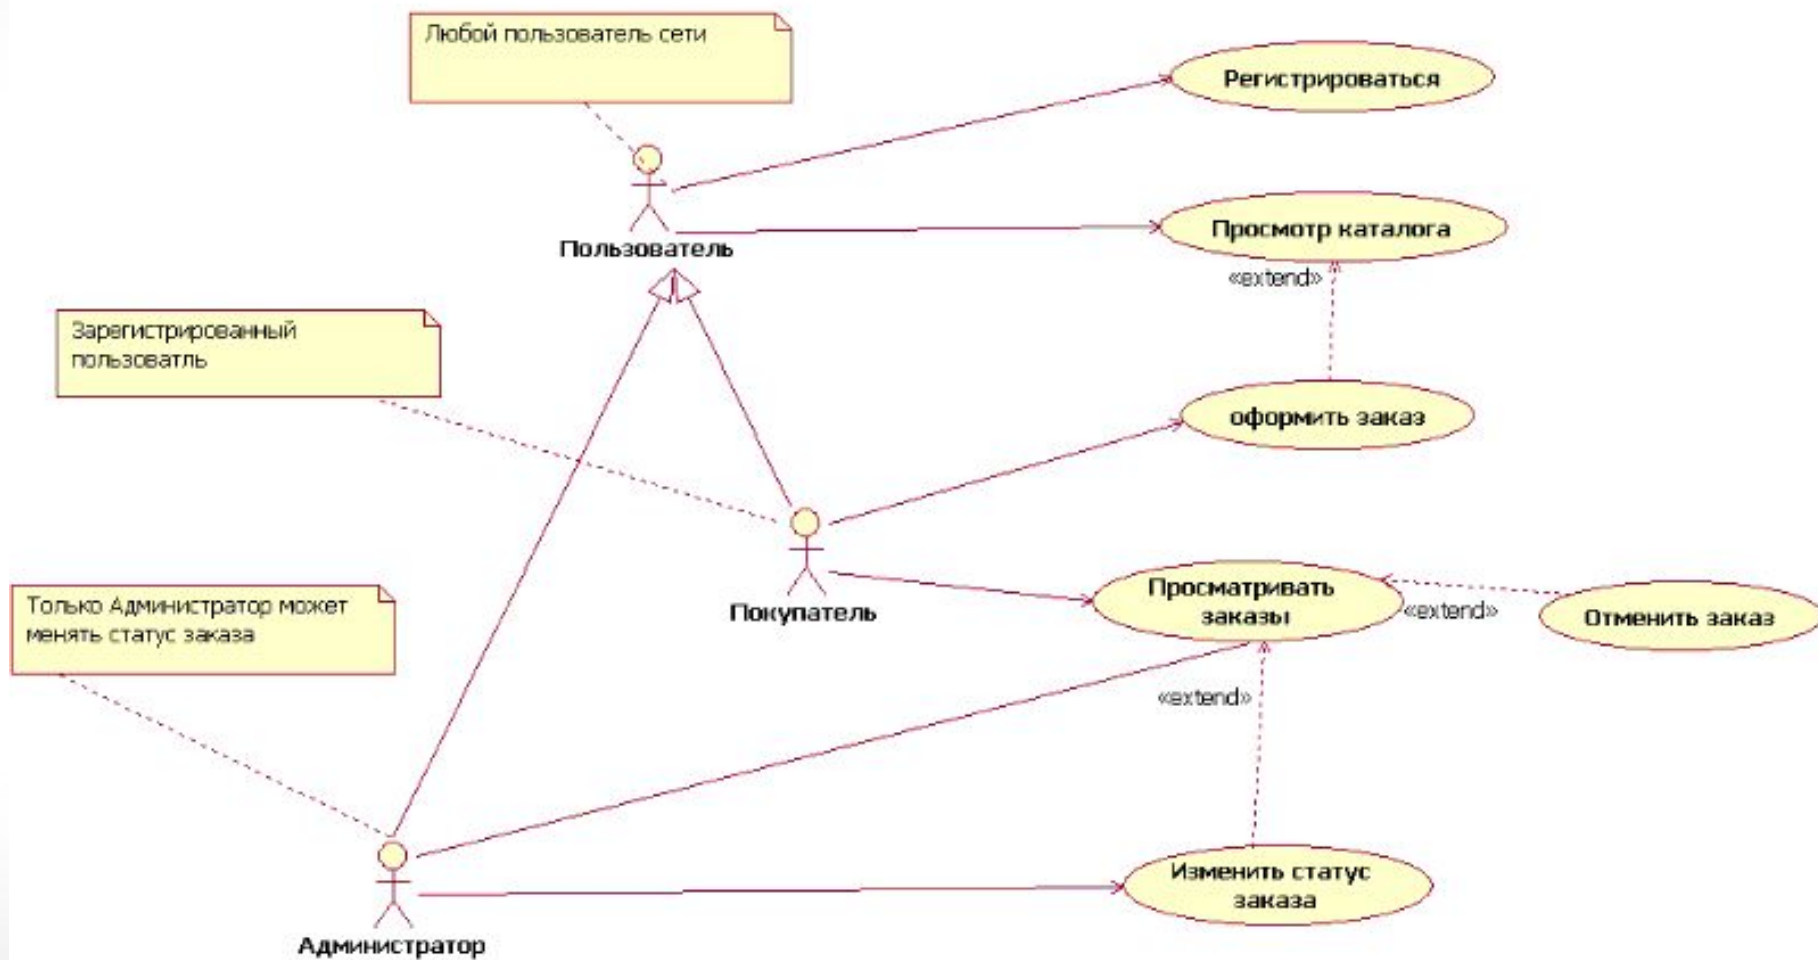 Любой пользователь сети
Регистрироваться
Просмотр каталога
Пользователь
«extend»
Зарегистрированный
пользоватль
оформить заказ
Просматривать
заказы
Только Администратор может
менять статус заказа
Покупатель
«extend»
Отменить заказ
«extend»
Изменить статус
заказа
Администратор